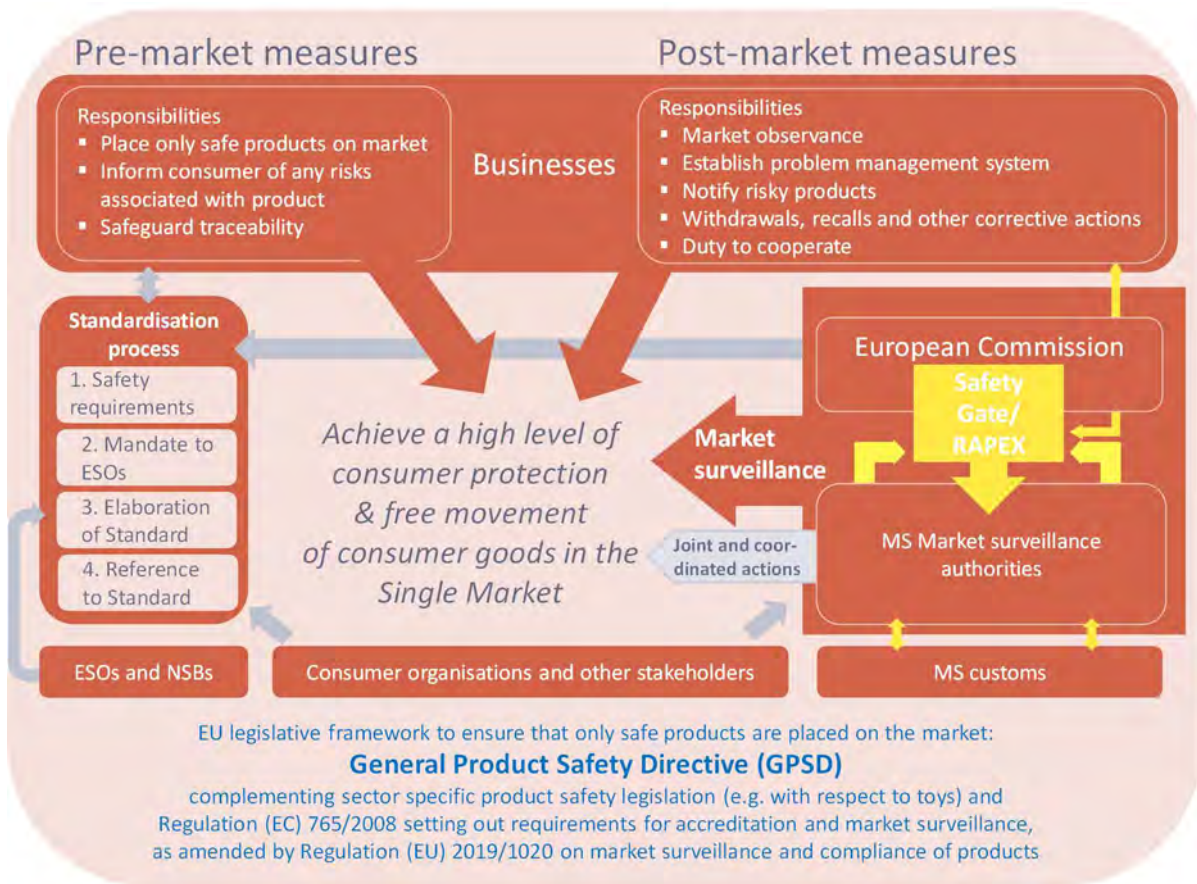 Pre-market measures
Post-market measures
Responsibilities
▪ Place only safe products on market
▪ Inform consumer of any risks
associated with product
▪ Safeguard traceability
Businesses
Responsibilities
▪ Market observance
▪ Establish problem management system
▪ Notify risky products
▪ Withdrawals, recalls and other corrective actions
▪ Duty to cooperate
Standardisation
process
1. Safety
requirements
2. Mandate to
ESOs
3. Elaboration
of Standard
4. Reference
to Standard
Achieve a high level of
consumer protection
& free movement
of consumer goods in the
Single Market
Market
surveillance
Joint and coor-
dinated actions
European Commission
Safety
Gate/
RAPEX
MS Market surveillance
authorities
ESOs and NSBs
Consumer organisations and other stakeholders
MS customs
EU legislative framework to ensure that only safe products are placed on the market:
General Product Safety Directive (GPSD)
complementing sector specific product safety legislation (e.g. with respect to toys) and
Regulation (EC) 765/2008 setting out requirements for accreditation and market surveillance,
as amended by Regulation (EU) 2019/1020 on market surveillance and compliance of products